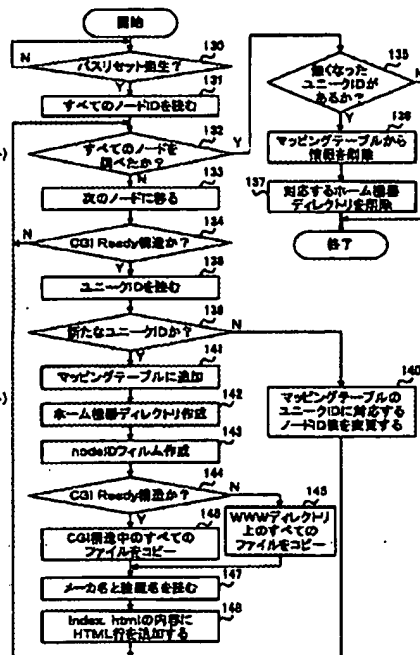 開始
130
N
バスリセット発生?
Y
131
すべてのノードIDを読む
132
すべてのノードを
調べたか?
Y
N
133
次のノードに移る
134
N
CGI Ready構造か?
Y
138
ユニークIDを読む
139
新たなユニークIDか?
N
Y
141
マッピングテーブルに追加
142
ホーム機器ディレクトリ作成
143
nodeIDフィルム作成
144
CGI Ready構造か?
N
Y
146
CGI構造中のすべての
ファイルをコピー
145
WWWディレクトリ
上のすべての
ファイルをコピー
147
メーカ名と機種名を読む
148
Index. htmlの内容に
HTML行を追加する
135
無くなった
ユニークIDが
あるか?
N
Y
136
マッピングテーブルから
情報を削除
137
対応するホーム機器
ディレクトリを削除
終了
140
マッピングテーブルの
ユニークIDに対応する
ノードID値を変更する